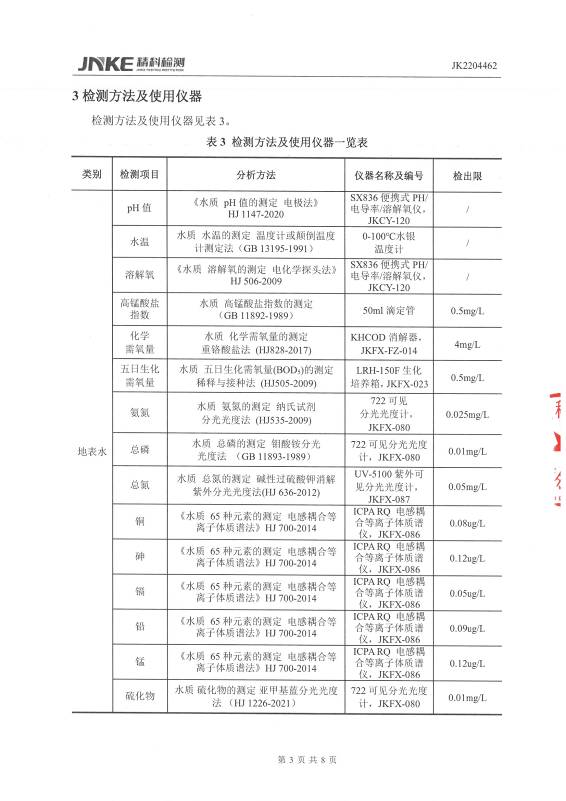 JNKE 精科检测
JK2204462
3 检测方法及使用仪器
检测方法及使用仪器见表 3。
表 3 检测方法及使用仪器一览表
类别 检测项目 分析方法 仪器名称及编号 检出限
地表水
pH 值
《水质 pH 值的测定 电极法》
HJ 1147-2020
SX836 便携式 PH/
电导率/溶解氧仪，
JKCY-120
/
水温
水质 水温的测定 温度计或颠倒温度
计测定法（GB 13195-1991）
0-100℃水银
温度计
/
溶解氧
《水质 溶解氧的测定 电化学探头法》
HJ 506-2009
SX836 便携式 PH/
电导率/溶解氧仪，
JKCY-120
/
高锰酸盐
指数
水质 高锰酸盐指数的测定
（GB 11892-1989）
50ml 滴定管
0.5mg/L
化学
需氧量
水质 化学需氧量的测定
重铬酸盐法 (HJ828-2017)
KHCOD 消解器，
JKFX-FZ-014
4mg/L
五日生化
需氧量
水质 五日生化需氧量(BOD₅)的测定
稀释与接种法 (HJ505-2009)
LRH-150F 生化
培养箱，JKFX-023
0.5mg/L
氨氮
水质 氨氮的测定 纳氏试剂
分光光度法 (HJ535-2009)
722 可见
分光光度计，
JKFX-080
0.025mg/L
总磷
水质 总磷的测定 钼酸铵分光
光度法 （GB 11893-1989）
722 可见分光光度
计，JKFX-080
0.01mg/L
总氮
水质 总氮的测定 碱性过硫酸钾消解
紫外分光光度法(HJ 636-2012)
UV-5100 紫外可
见分光光度计，
JKFX-087
0.05mg/L
铜
《水质 65 种元素的测定 电感耦合等
离子体质谱法》HJ 700-2014
ICPA RQ 电感耦
合等离子体质谱
仪，JKFX-086
0.08ug/L
砷
《水质 65 种元素的测定 电感耦合等
离子体质谱法》HJ 700-2014
ICPA RQ 电感耦
合等离子体质谱
仪，JKFX-086
0.12ug/L
镉
《水质 65 种元素的测定 电感耦合等
离子体质谱法》HJ 700-2014
ICPA RQ 电感耦
合等离子体质谱
仪，JKFX-086
0.05ug/L
铅
《水质 65 种元素的测定 电感耦合等
离子体质谱法》HJ 700-2014
ICPA RQ 电感耦
合等离子体质谱
仪，JKFX-086
0.09ug/L
锰
《水质 65 种元素的测定 电感耦合等
离子体质谱法》HJ 700-2014
ICPA RQ 电感耦
合等离子体质谱
仪，JKFX-086
0.12ug/L
硫化物
水质 硫化物的测定 亚甲基蓝分光光度
法 （HJ 1226-2021）
722 可见分光光度
计，JKFX-080
0.01mg/L
第 3 页 共 8 页